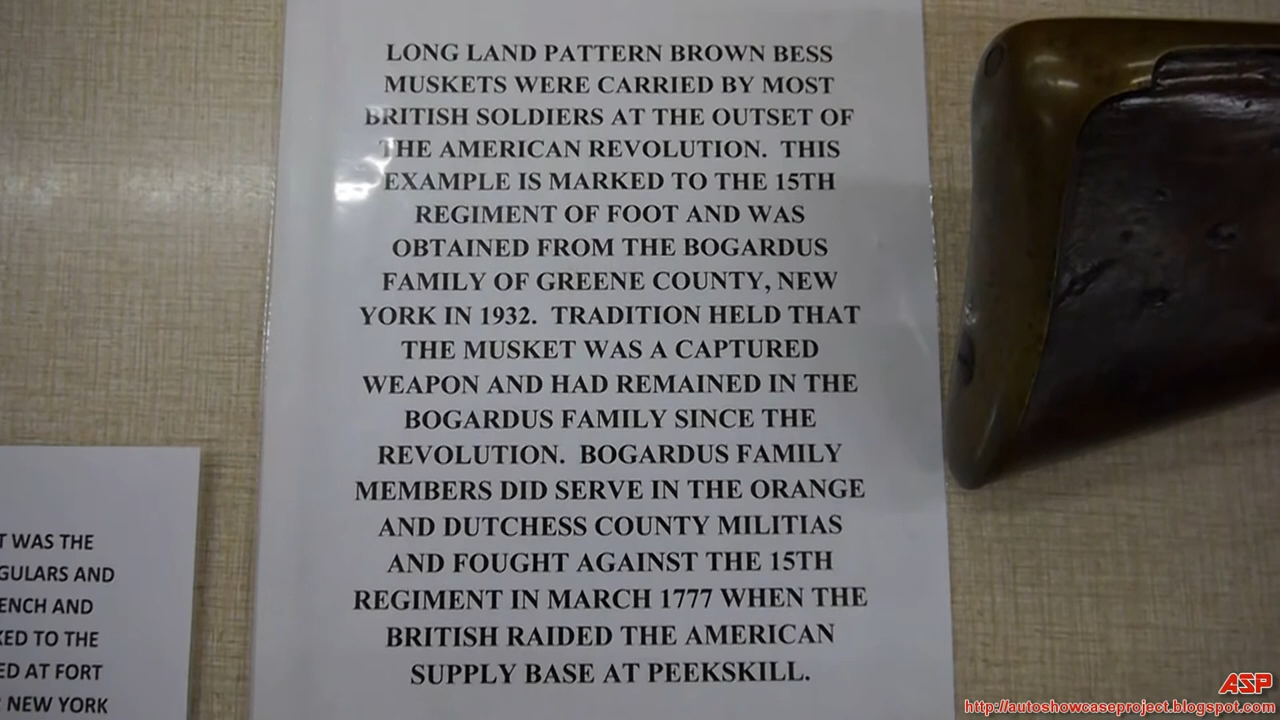 LONG LAND PATTERN BROWN BESS
MUSKETS WERE CARRIED BY MOST
BRITISH SOLDIERS AT THE OUTSET OF
THE AMERICAN REVOLUTION. THIS
EXAMPLE IS MARKED TO THE 15TH
REGIMENT OF FOOT AND WAS
OBTAINED FROM THE BOGARDUS
FAMILY OF GREENE COUNTY, NEW
YORK IN 1932. TRADITION HELD THAT
THE MUSKET WAS A CAPTURED
WEAPON AND HAD REMAINED IN THE
BOGARDUS FAMILY SINCE THE
REVOLUTION. BOGARDUS FAMILY
MEMBERS DID SERVE IN THE ORANGE
AND DUTCHESS COUNTY MILITIAS
AND FOUGHT AGAINST THE 15TH
REGIMENT IN MARCH 1777 WHEN THE
BRITISH RAIDED THE AMERICAN
SUPPLY BASE AT PEEKSKILL.
T WAS THE
GULARS AND
ENCH AND
KED TO THE
ED AT FORT
NEW YORK
ASP
http://autoshowcaseproject.blogspot.com